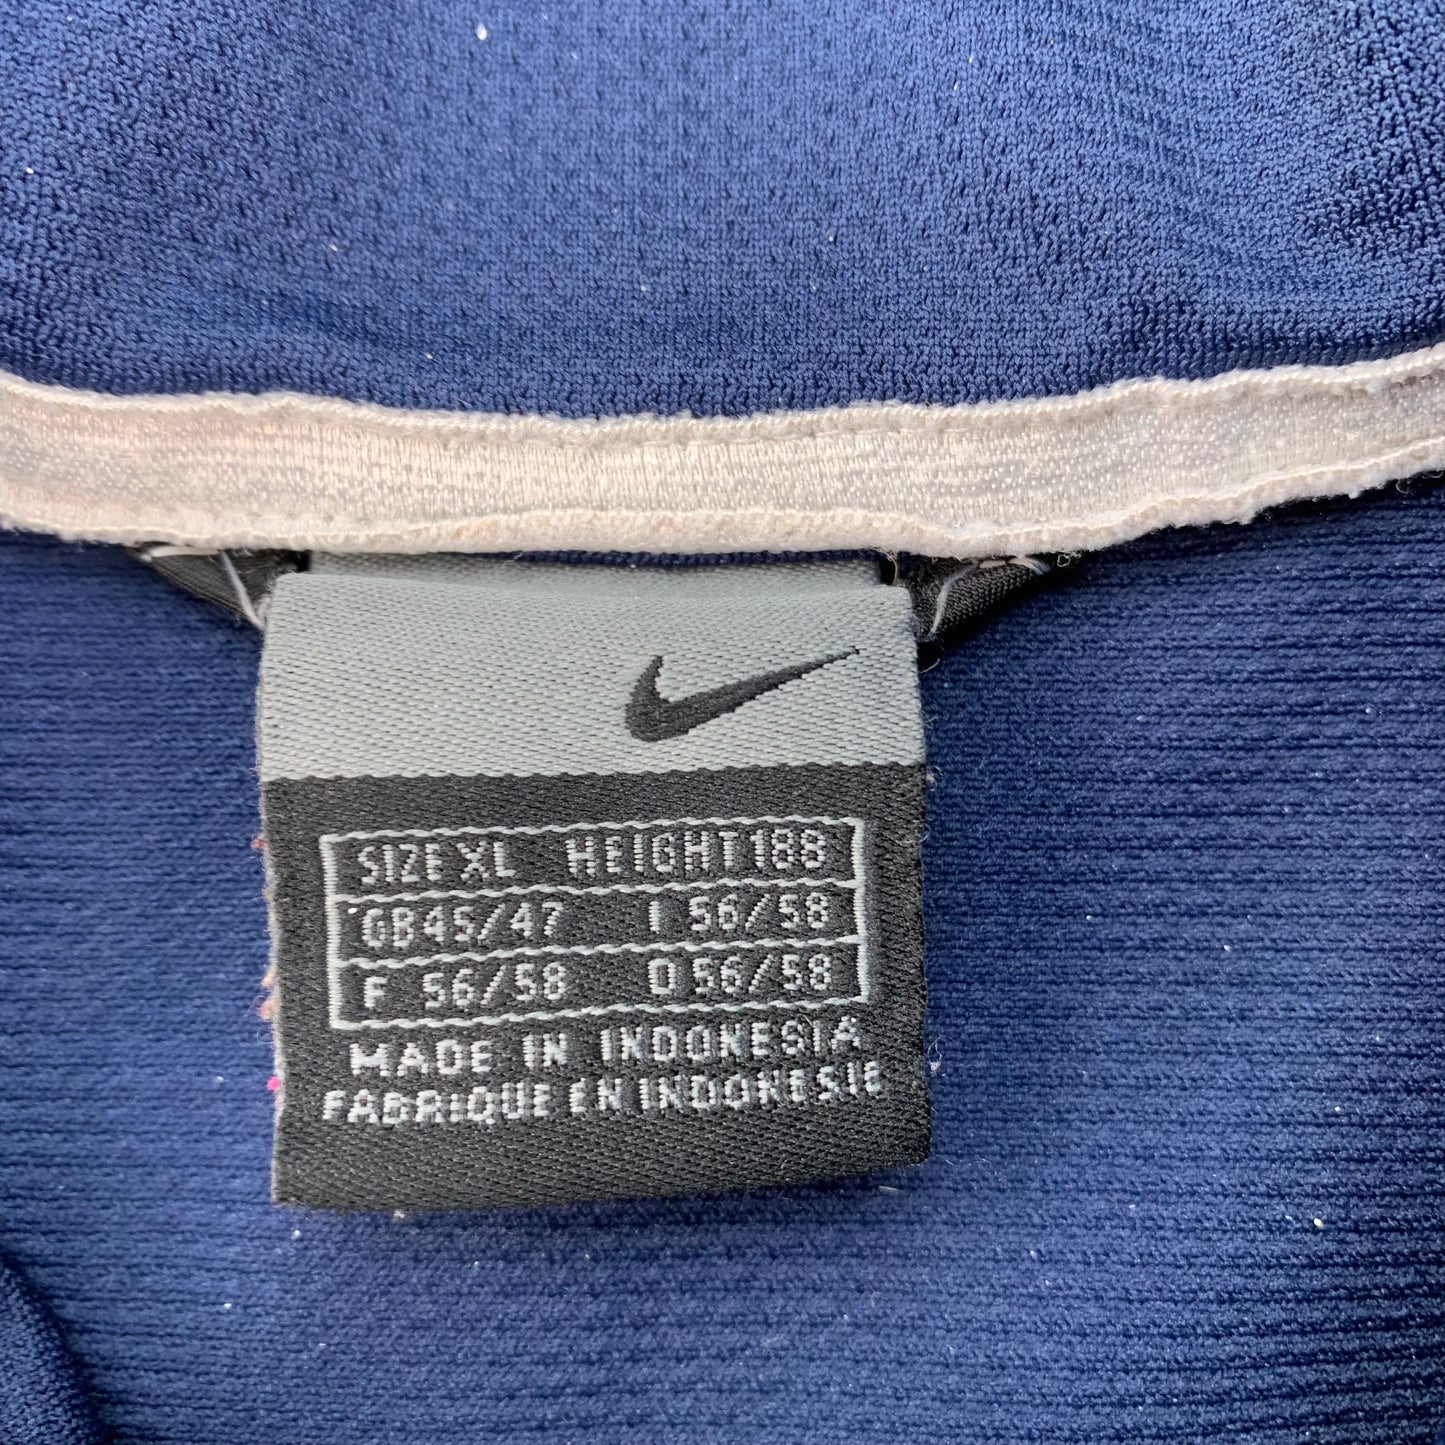 SIZE XL HEIGHT 188
GB 45/47 I 56/58
F 56/58 D 56/58
MADE IN INDONESIA
FABRIQUE EN INDONESIE